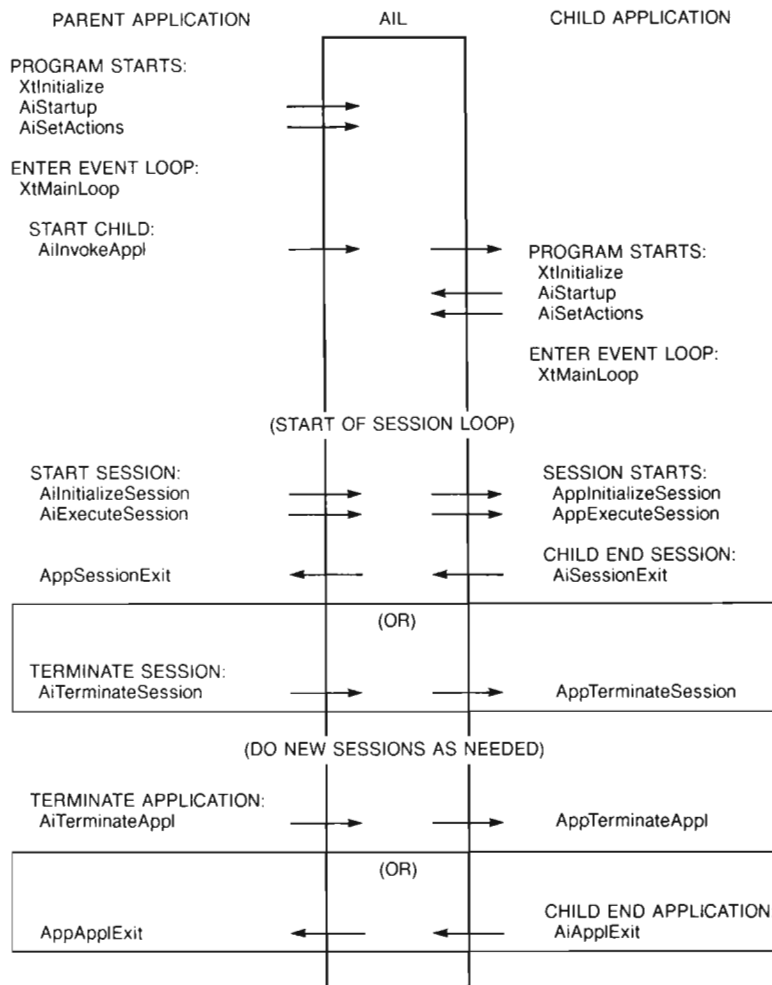 PARENT APPLICATION
AIL
CHILD APPLICATION
PROGRAM STARTS:
XtInitialize
AiStartup
AiSetActions
ENTER EVENT LOOP:
XtMainLoop
START CHILD:
AiInvokeAppl
PROGRAM STARTS:
XtInitialize
AiStartup
AiSetActions
ENTER EVENT LOOP:
XtMainLoop
(START OF SESSION LOOP)
START SESSION:
AiInitializeSession
AiExecuteSession
SESSION STARTS:
AppInitializeSession
AppExecuteSession
CHILD END SESSION:
AppSessionExit
AiSessionExit
(OR)
TERMINATE SESSION:
AiTerminateSession
AppTerminateSession
(DO NEW SESSIONS AS NEEDED)
TERMINATE APPLICATION:
AiTerminateAppl
AppTerminateAppl
(OR)
CHILD END APPLICATION
AppApplExit
AiApplExit